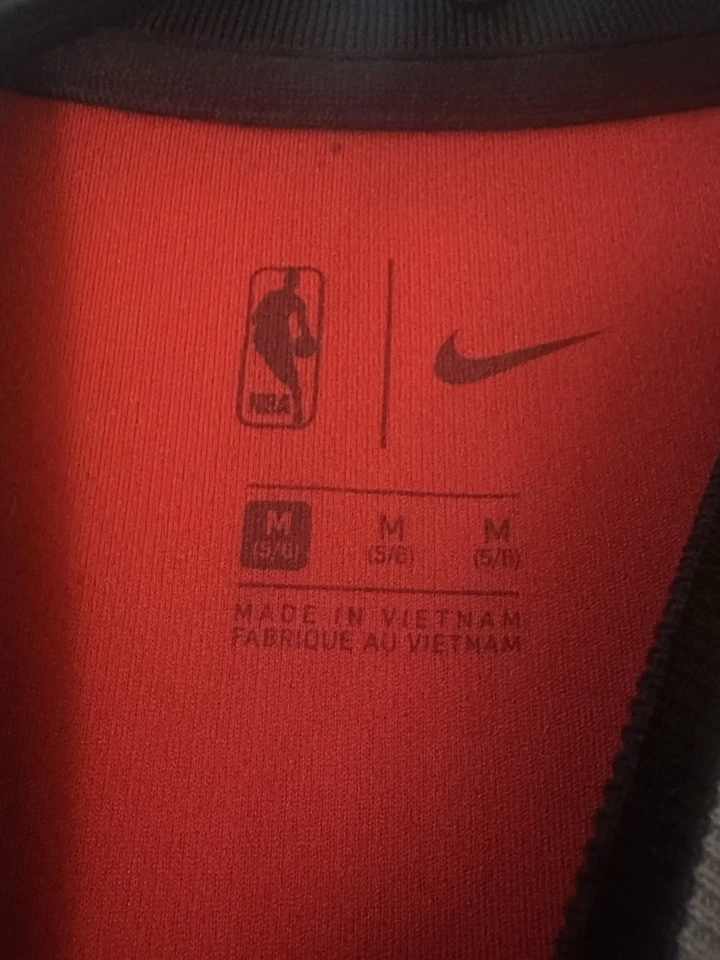 NBA
M M M
(5/6) (5/6) (5/6)
MADE IN VIETNAM
FABRIQUE AU VIETNAM